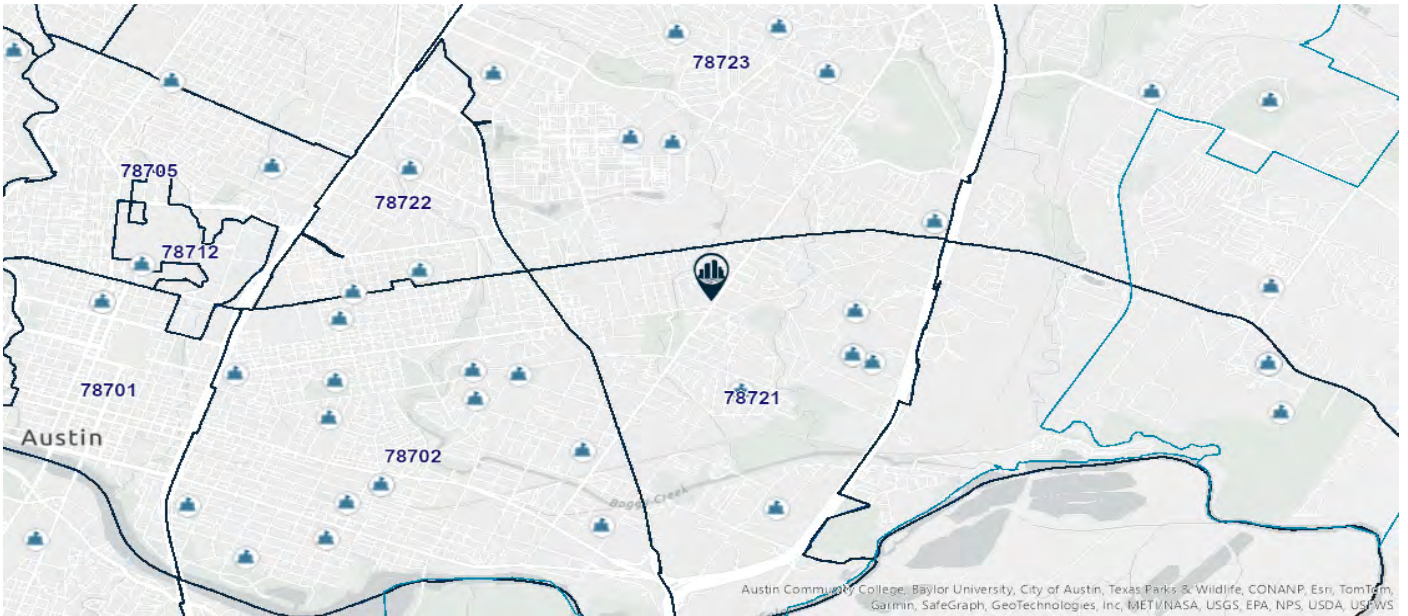 78723
78705
78722
78712
78701
78721
Austin
78702
Boggy Creek
Austin Community College, Baylor University, City of Austin, Texas Parks & Wildlife, CONANP, Esri, TomTom,
Garmin, SafeGraph, GeoTechnologies, Inc, METI/NASA, USGS, EPA, NPS, USDA, USFWS